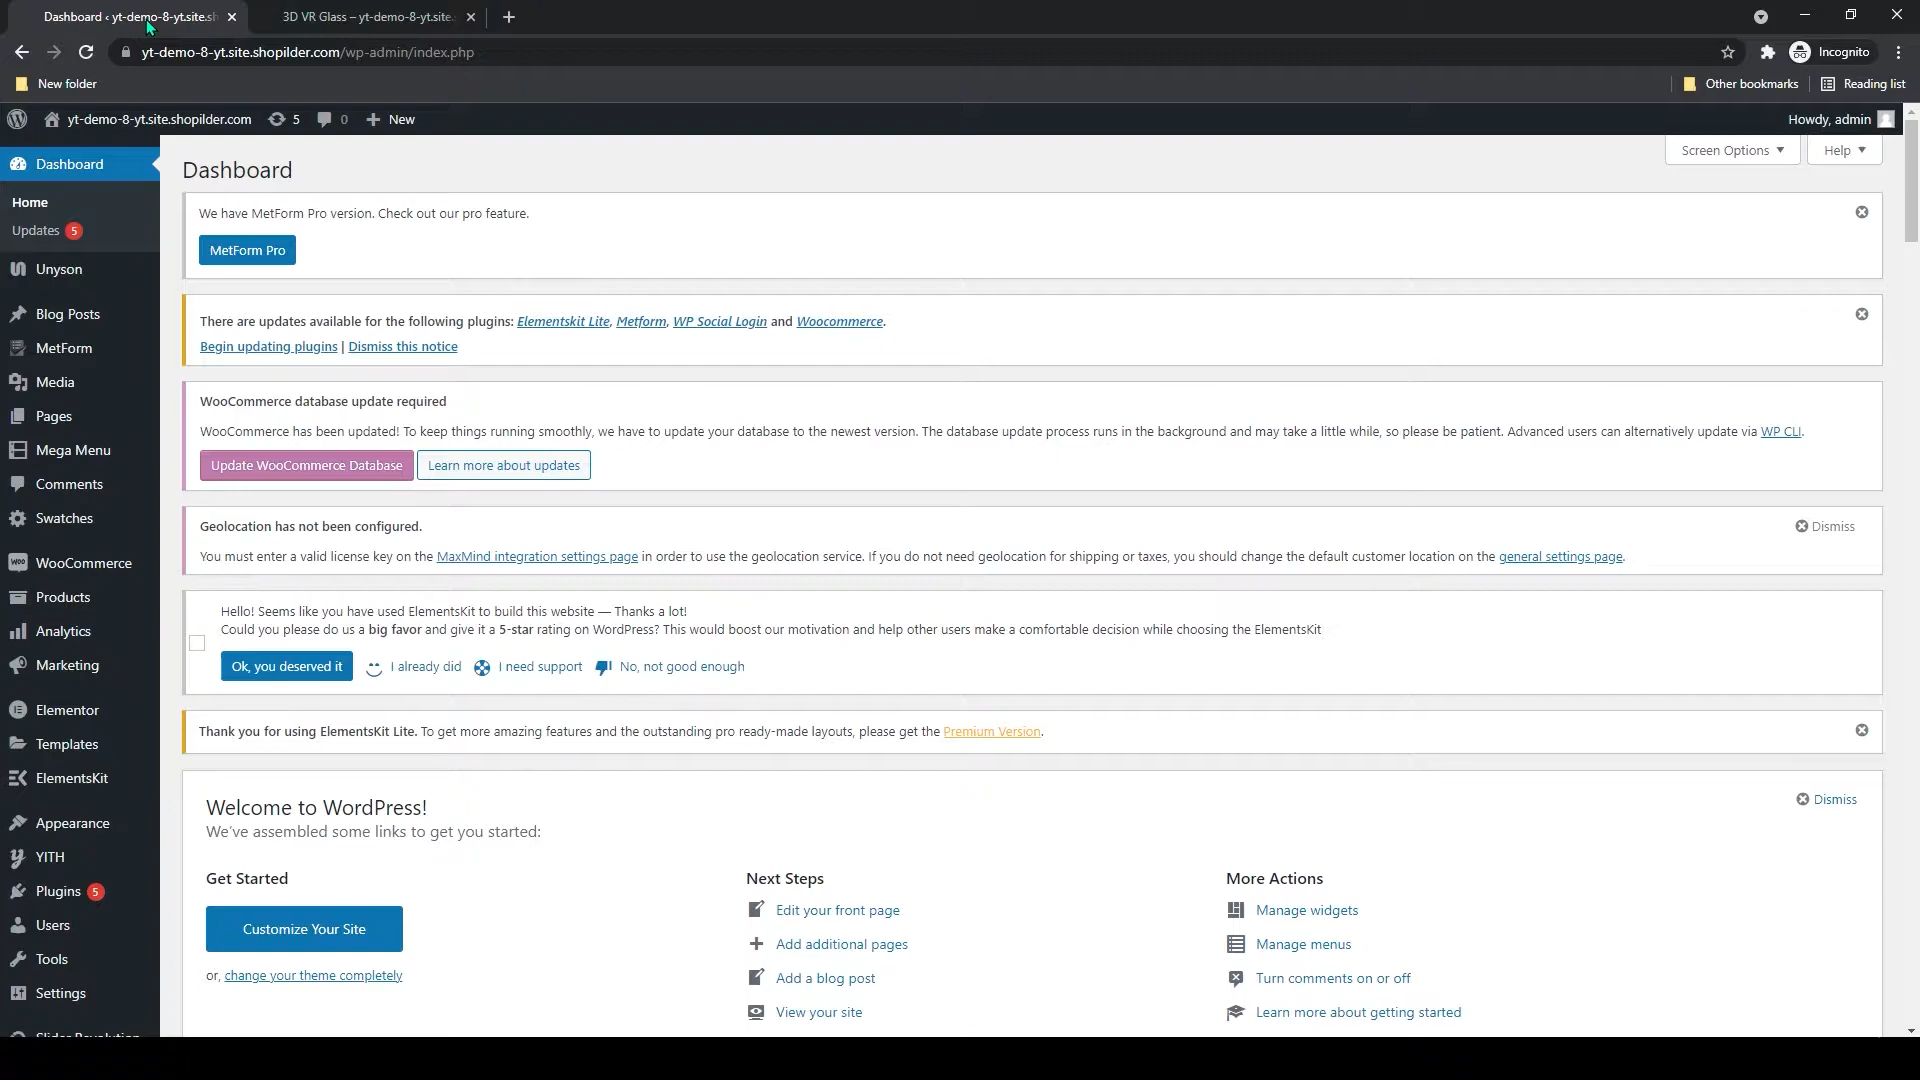 Dashboard ‹ yt-demo-8-yt.site.sh
3D VR Glass – yt-demo-8-yt.site.
yt-demo-8-yt.site.shopilder.com/wp-admin/index.php
Incognito
New folder
Other bookmarks
Reading list
yt-demo-8-yt.site.shopilder.com
5
0
New
Howdy, admin
Dashboard
Home
Updates 5
Unyson
Blog Posts
MetForm
Media
Pages
Mega Menu
Comments
Swatches
WooCommerce
Products
Analytics
Marketing
Elementor
Templates
ElementsKit
Appearance
YITH
Plugins 5
Users
Tools
Settings
Slider Revolution
Screen Options
Help
Dashboard
We have MetForm Pro version. Check out our pro feature.
MetForm Pro
There are updates available for the following plugins: Elementskit Lite, Metform, WP Social Login and Woocommerce.
Begin updating plugins | Dismiss this notice
WooCommerce database update required
WooCommerce has been updated! To keep things running smoothly, we have to update your database to the newest version. The database update process runs in the background and may take a little while, so please be patient. Advanced users can alternatively update via WP CLI.
Update WooCommerce Database
Learn more about updates
Geolocation has not been configured.
Dismiss
You must enter a valid license key on the MaxMind integration settings page in order to use the geolocation service. If you do not need geolocation for shipping or taxes, you should change the default customer location on the general settings page.
Hello! Seems like you have used ElementsKit to build this website — Thanks a lot!
Could you please do us a big favor and give it a 5-star rating on WordPress? This would boost our motivation and help other users make a comfortable decision while choosing the ElementsKit
Ok, you deserved it
I already did
I need support
No, not good enough
Thank you for using ElementsKit Lite. To get more amazing features and the outstanding pro ready-made layouts, please get the Premium Version.
Welcome to WordPress!
Dismiss
We've assembled some links to get you started:
Get Started
Customize Your Site
or, change your theme completely
Next Steps
Edit your front page
Add additional pages
Add a blog post
View your site
More Actions
Manage widgets
Manage menus
Turn comments on or off
Learn more about getting started